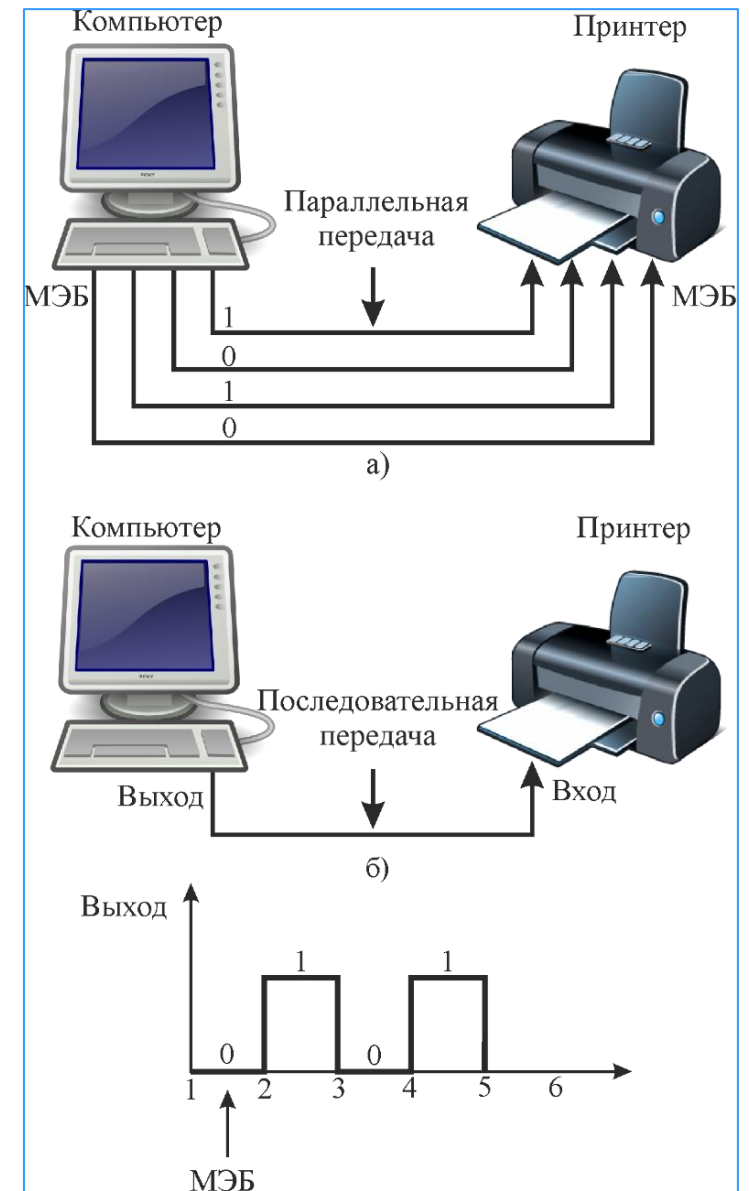 Компьютер
Принтер
Параллельная
передача
МЭБ
МЭБ
1
0
1
0
а)
Компьютер
Принтер
Последовательная
передача
Выход
Вход
б)
Выход
1
1
0
0
1 2 3 4 5 6
МЭБ